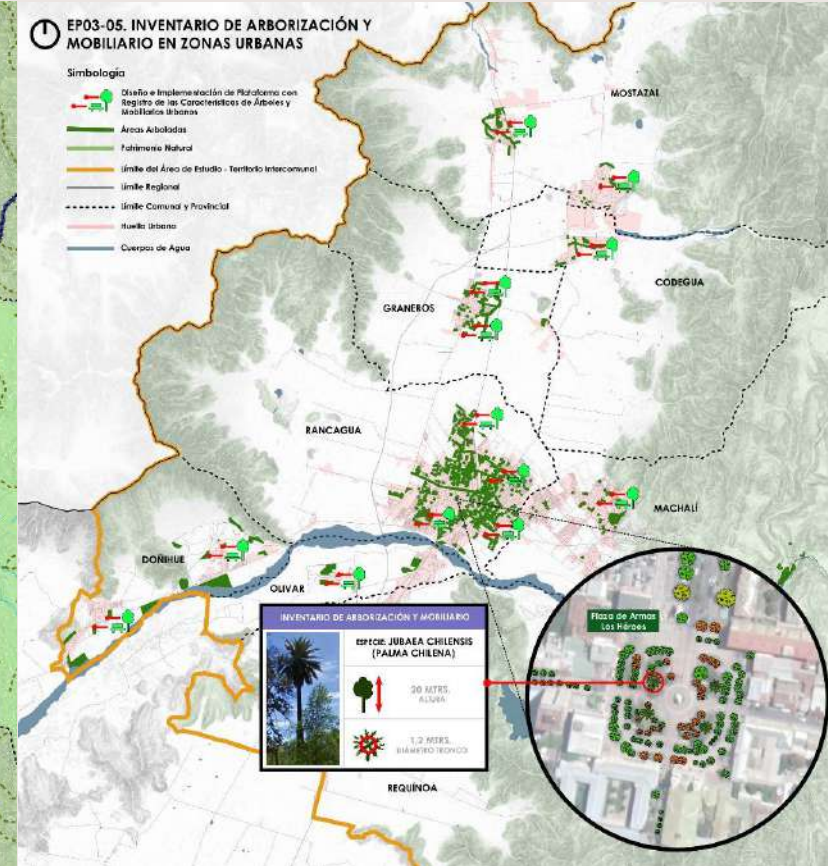 EP03-05. INVENTARIO DE ARBORIZACIÓN Y
MOBILIARIO EN ZONAS URBANAS
Simbología
Diseño e Implementación de Plataforma con
Registro de las Características de Árboles y
Mobiliarios Urbanos
Áreas Arboladas
Patrimonio Natural
Límite del Área de Estudio - Territorio Intercomunal
Límite Regional
Límite Comunal y Provincial
Huella Urbana
Cuerpos de Agua
MOSTAZAL
CODEGUA
GRANEROS
RANCAGUA
MACHALÍ
DOÑIHUE
OLIVAR
INVENTARIO DE ARBORIZACIÓN Y MOBILIARIO
ESPECIE: JUBAEA CHILENSIS
(PALMA CHILENA)
20 MTRS.
ALTURA
1,2 MTRS.
DIÁMETRO TRONCO
Plaza de Armas
Los Héroes
REQUÍNOA